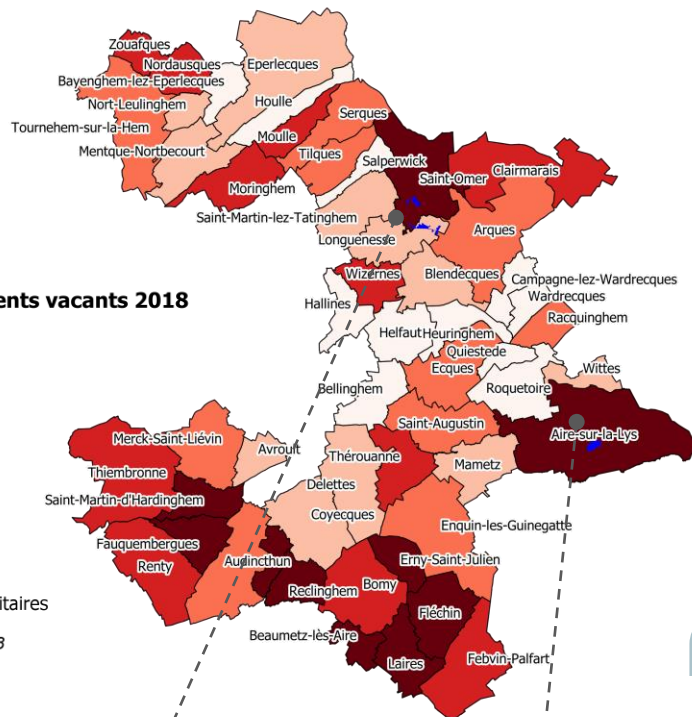 Zouafques
Nordausques
Eperlecques
Bayenghem-lez-Eperlecques
Nort-Leulinghem
Houlle
Serques
Tournehem-sur-la-Hem
Moulle
Mentque-Nortbecourt
Tilques
Salperwick
Clairmarais
Saint-Omer
Moringhem
Saint-Martin-lez-Tatinghem
Arques
Longuenesse
Wizernes
Blendecques
Campagne-lez-Wardrecques
ents vacants 2018
Hallines
Wardrecques
Racquinghem
Helfaut
Heuringhem
Quiestede
Ecques
Wittes
Bellinghem
Roquetoire
Saint-Augustin
Aire-sur-la-Lys
Merck-Saint-Liévin
Avroult
Thérouanne
Mametz
Thiembronne
Delettes
Saint-Martin-d'Hardinghem
Coyecques
Enquin-les-Guinegatte
Fauquembergues
Audincthun
Erny-Saint-Julien
Renty
Reclinghem
Bomy
itaires
Fléchin
Beaumetz-lès-Aire
Laires
Febvin-Palfart